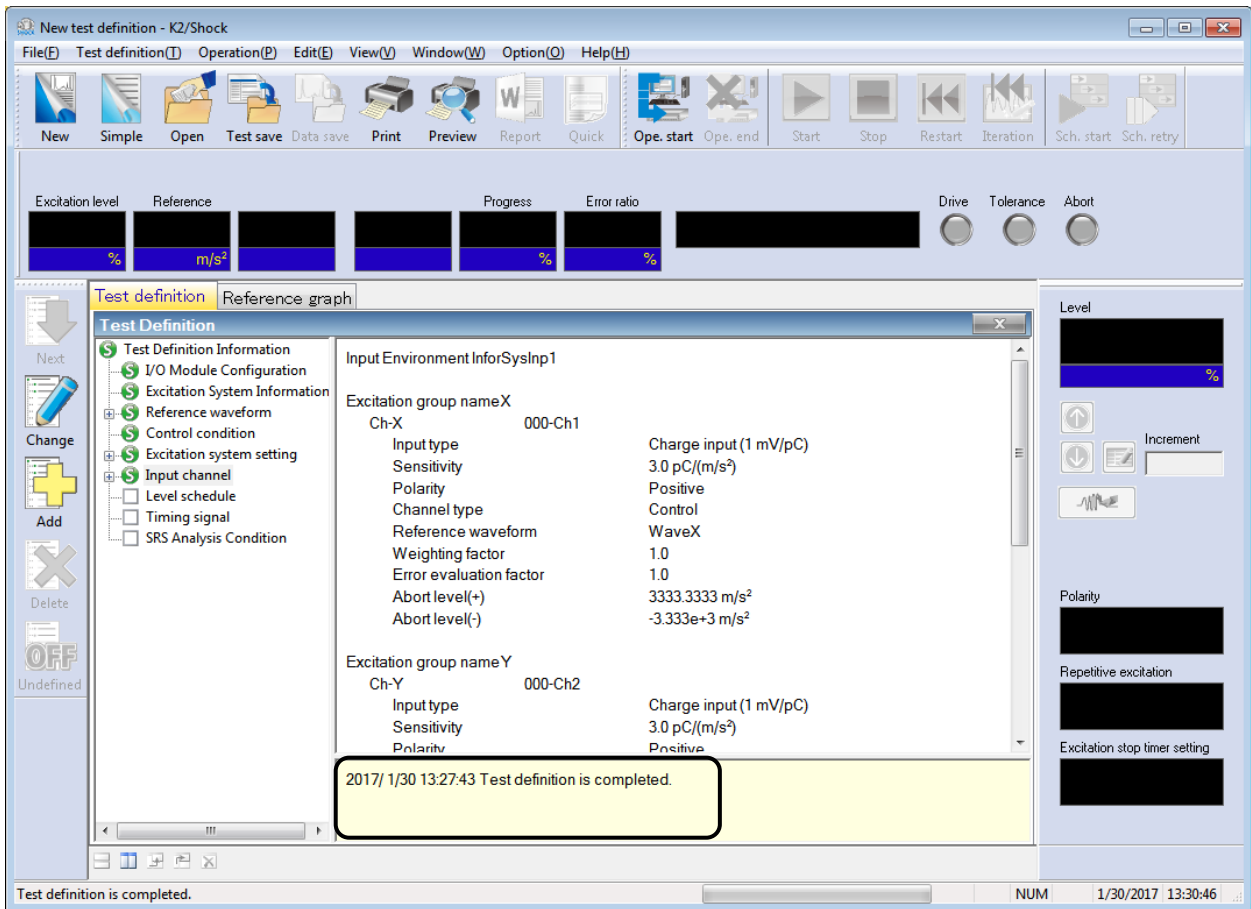 New test definition - K2/Shock
File(F) Test definition(T) Operation(P) Edit(E) View(V) Window(W) Option(O) Help(H)
New Simple Open Test save Data save Print Preview Report Quick Ope. start Ope. end Start Stop Restart Iteration Sch. start Sch. retry
Excitation level Reference Progress Error ratio Drive Tolerance Abort
% m/s² % %
Test definition Reference graph
Test Definition
Next
Change
Add
Delete
OFF
Undefined
Test Definition Information
I/O Module Configuration
Excitation System Information
Reference waveform
Control condition
Excitation system setting
Input channel
Level schedule
Timing signal
SRS Analysis Condition
Input Environment InforSysInp1
Excitation group nameX
Ch-X 000-Ch1
Input type Charge input (1 mV/pC)
Sensitivity 3.0 pC/(m/s²)
Polarity Positive
Channel type Control
Reference waveform WaveX
Weighting factor 1.0
Error evaluation factor 1.0
Abort level(+) 3333.3333 m/s²
Abort level(-) -3.333e+3 m/s²
Excitation group nameY
Ch-Y 000-Ch2
Input type Charge input (1 mV/pC)
Sensitivity 3.0 pC/(m/s²)
Polarity Positive
2017/ 1/30 13:27:43 Test definition is completed.
Level
%
Increment
Polarity
Repetitive excitation
Excitation stop timer setting
Test definition is completed. NUM 1/30/2017 13:30:46